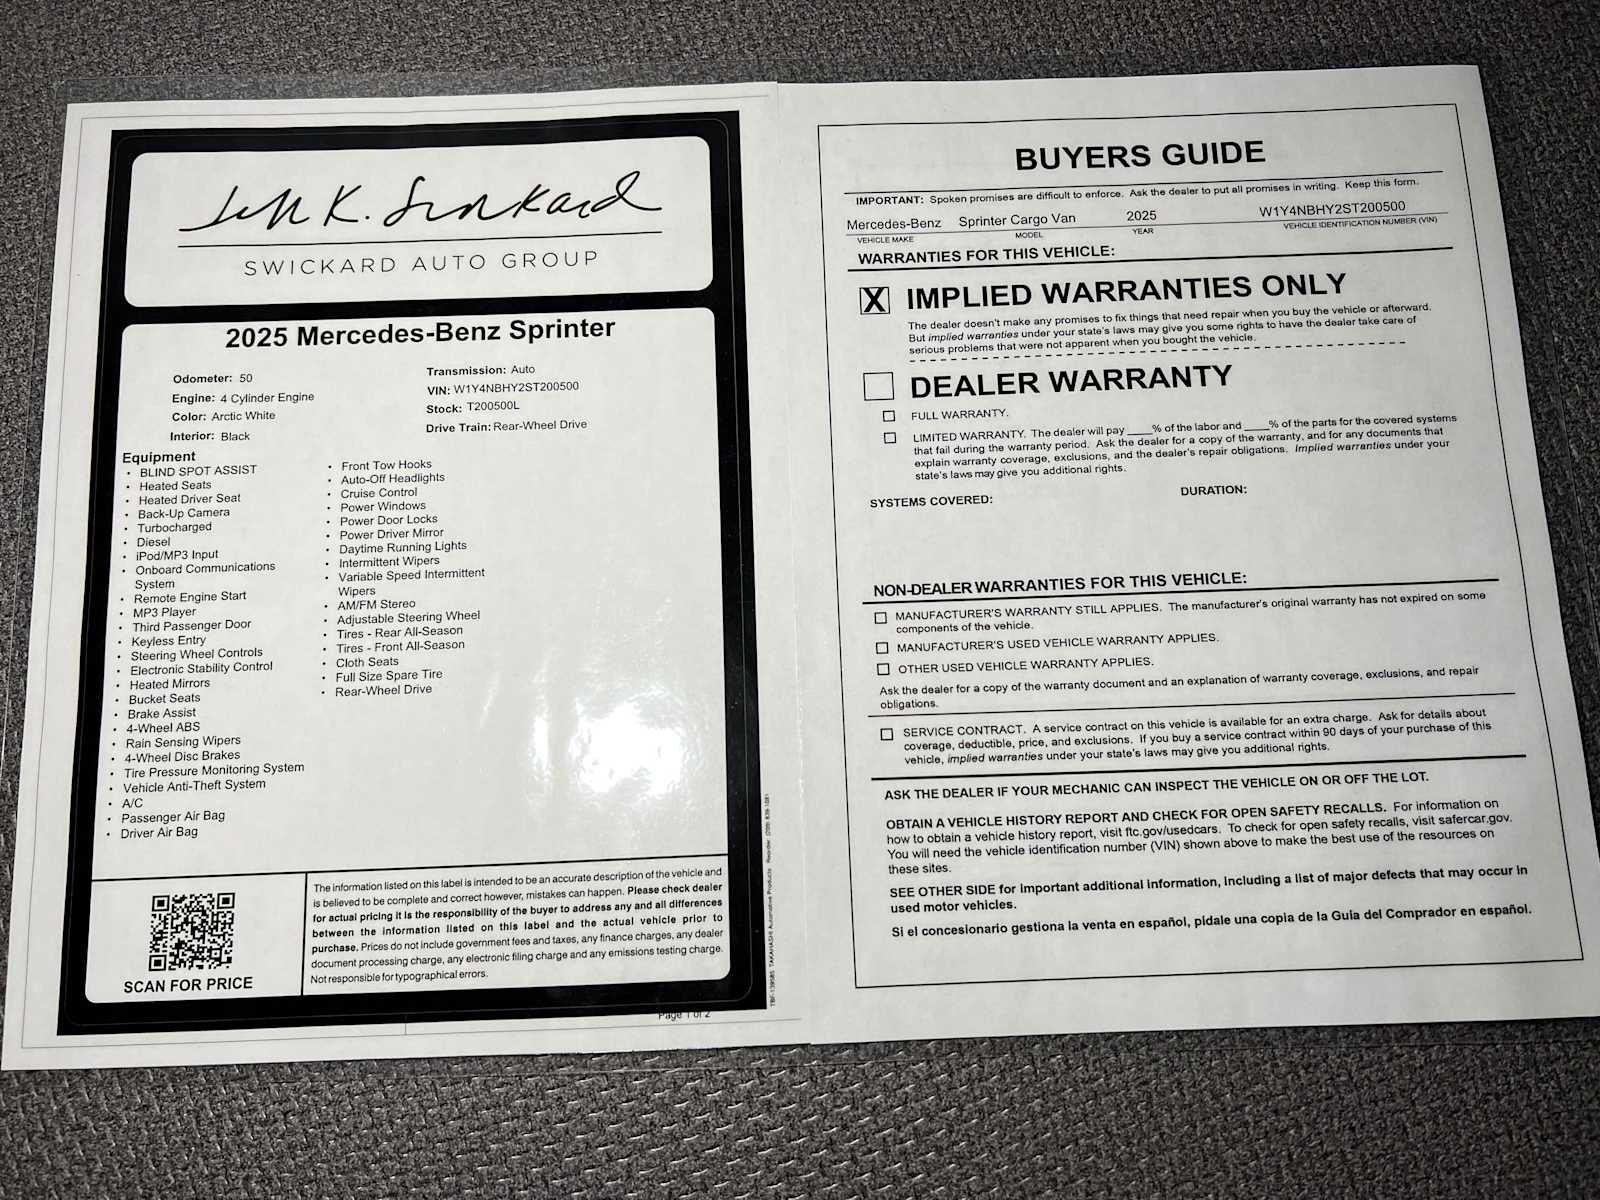 Jeff K. Swickard
SWICKARD AUTO GROUP
2025 Mercedes-Benz Sprinter
Odometer: 50
Engine: 4 Cylinder Engine
Color: Arctic White
Interior: Black
Transmission: Auto
VIN: W1Y4NBHY2ST200500
Stock: T200500L
Drive Train: Rear-Wheel Drive
Equipment
• BLIND SPOT ASSIST
• Heated Seats
• Heated Driver Seat
• Back-Up Camera
• Turbocharged
• Diesel
• iPod/MP3 Input
• Onboard Communications
System
• Remote Engine Start
• MP3 Player
• Third Passenger Door
• Keyless Entry
• Steering Wheel Controls
• Electronic Stability Control
• Heated Mirrors
• Bucket Seats
• Brake Assist
• 4-Wheel ABS
• Rain Sensing Wipers
• 4-Wheel Disc Brakes
• Tire Pressure Monitoring System
• Vehicle Anti-Theft System
• A/C
• Passenger Air Bag
• Driver Air Bag
• Front Tow Hooks
• Auto-Off Headlights
• Cruise Control
• Power Windows
• Power Door Locks
• Power Driver Mirror
• Daytime Running Lights
• Intermittent Wipers
• Variable Speed Intermittent
Wipers
• AM/FM Stereo
• Adjustable Steering Wheel
• Tires - Rear All-Season
• Tires - Front All-Season
• Cloth Seats
• Full Size Spare Tire
• Rear-Wheel Drive
SCAN FOR PRICE
The information listed on this label is intended to be an accurate description of the vehicle and
is believed to be complete and correct however, mistakes can happen. Please check dealer
for actual pricing it is the responsibility of the buyer to address any and all differences
between the information listed on this label and the actual vehicle prior to
purchase. Prices do not include government fees and taxes, any finance charges, any dealer
document processing charge, any electronic filing charge and any emissions testing charge.
Not responsible for typographical errors.
TAKAHASHI Automotive Products Reorder
Page 1 of 2
BUYERS GUIDE
IMPORTANT: Spoken promises are difficult to enforce. Ask the dealer to put all promises in writing. Keep this form.
Mercedes-Benz Sprinter Cargo Van 2025 W1Y4NBHY2ST200500
VEHICLE MAKE MODEL YEAR VEHICLE IDENTIFICATION NUMBER (VIN)
WARRANTIES FOR THIS VEHICLE:
X IMPLIED WARRANTIES ONLY
The dealer doesn't make any promises to fix things that need repair when you buy the vehicle or afterward.
But implied warranties under your state's laws may give you some rights to have the dealer take care of
serious problems that were not apparent when you bought the vehicle.
DEALER WARRANTY
FULL WARRANTY.
LIMITED WARRANTY. The dealer will pay ____% of the labor and ____% of the parts for the covered systems
that fail during the warranty period. Ask the dealer for a copy of the warranty, and for any documents that
explain warranty coverage, exclusions, and the dealer's repair obligations. Implied warranties under your
state's laws may give you additional rights.
SYSTEMS COVERED: DURATION:
NON-DEALER WARRANTIES FOR THIS VEHICLE:
MANUFACTURER'S WARRANTY STILL APPLIES. The manufacturer's original warranty has not expired on some
components of the vehicle.
MANUFACTURER'S USED VEHICLE WARRANTY APPLIES.
OTHER USED VEHICLE WARRANTY APPLIES.
Ask the dealer for a copy of the warranty document and an explanation of warranty coverage, exclusions, and repair
obligations.
SERVICE CONTRACT. A service contract on this vehicle is available for an extra charge. Ask for details about
coverage, deductible, price, and exclusions. If you buy a service contract within 90 days of your purchase of this
vehicle, implied warranties under your state's laws may give you additional rights.
ASK THE DEALER IF YOUR MECHANIC CAN INSPECT THE VEHICLE ON OR OFF THE LOT.
OBTAIN A VEHICLE HISTORY REPORT AND CHECK FOR OPEN SAFETY RECALLS. For information on
how to obtain a vehicle history report, visit ftc.gov/usedcars. To check for open safety recalls, visit safercar.gov.
You will need the vehicle identification number (VIN) shown above to make the best use of the resources on
these sites.
SEE OTHER SIDE for important additional information, including a list of major defects that may occur in
used motor vehicles.
Si el concesionario gestiona la venta en español, pídale una copia de la Guía del Comprador en español.